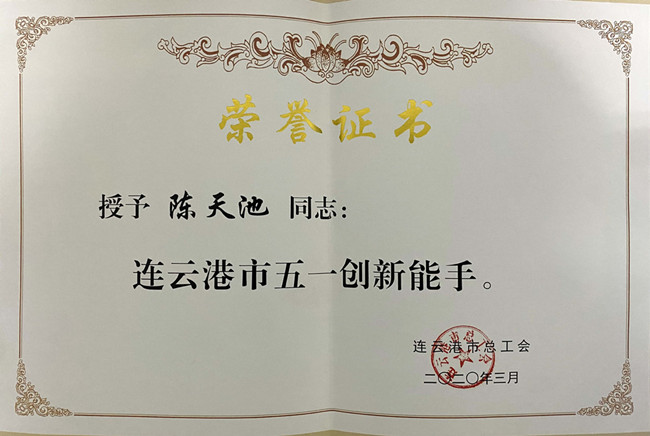 荣誉证书
授予 陈天池 同志：
连云港市五一创新能手。
连云港市总工会
二〇二〇年三月